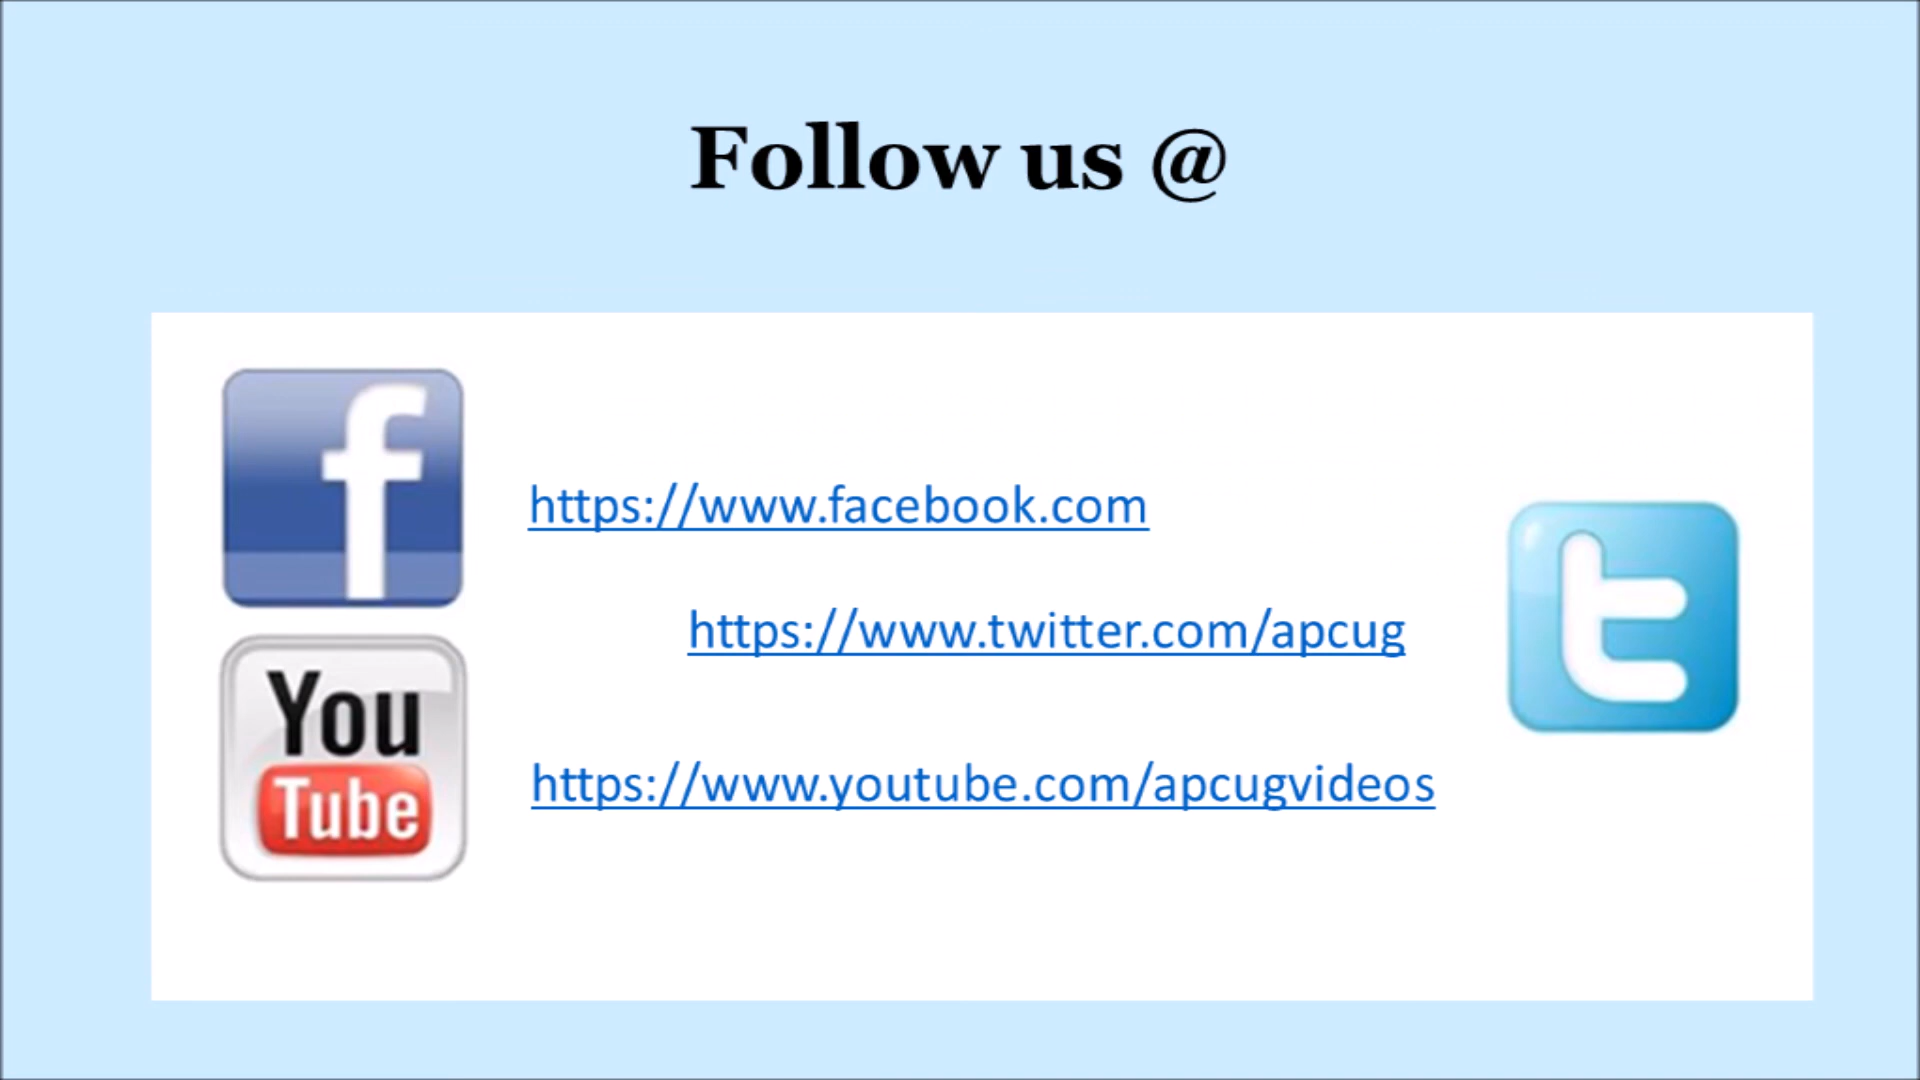 Follow us @
f
https://www.facebook.com
https://www.twitter.com/apcug
t
You
Tube
https://www.youtube.com/apcugvideos